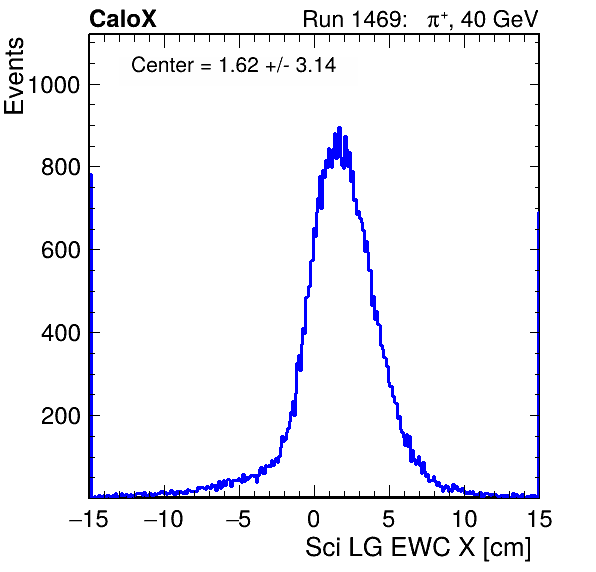 CaloX Run 1469: π⁺, 40 GeV
Center = 1.62 +/- 3.14
Events
1000
800
600
400
200
−15 −10 −5 0 5 10 15
Sci LG EWC X [cm]